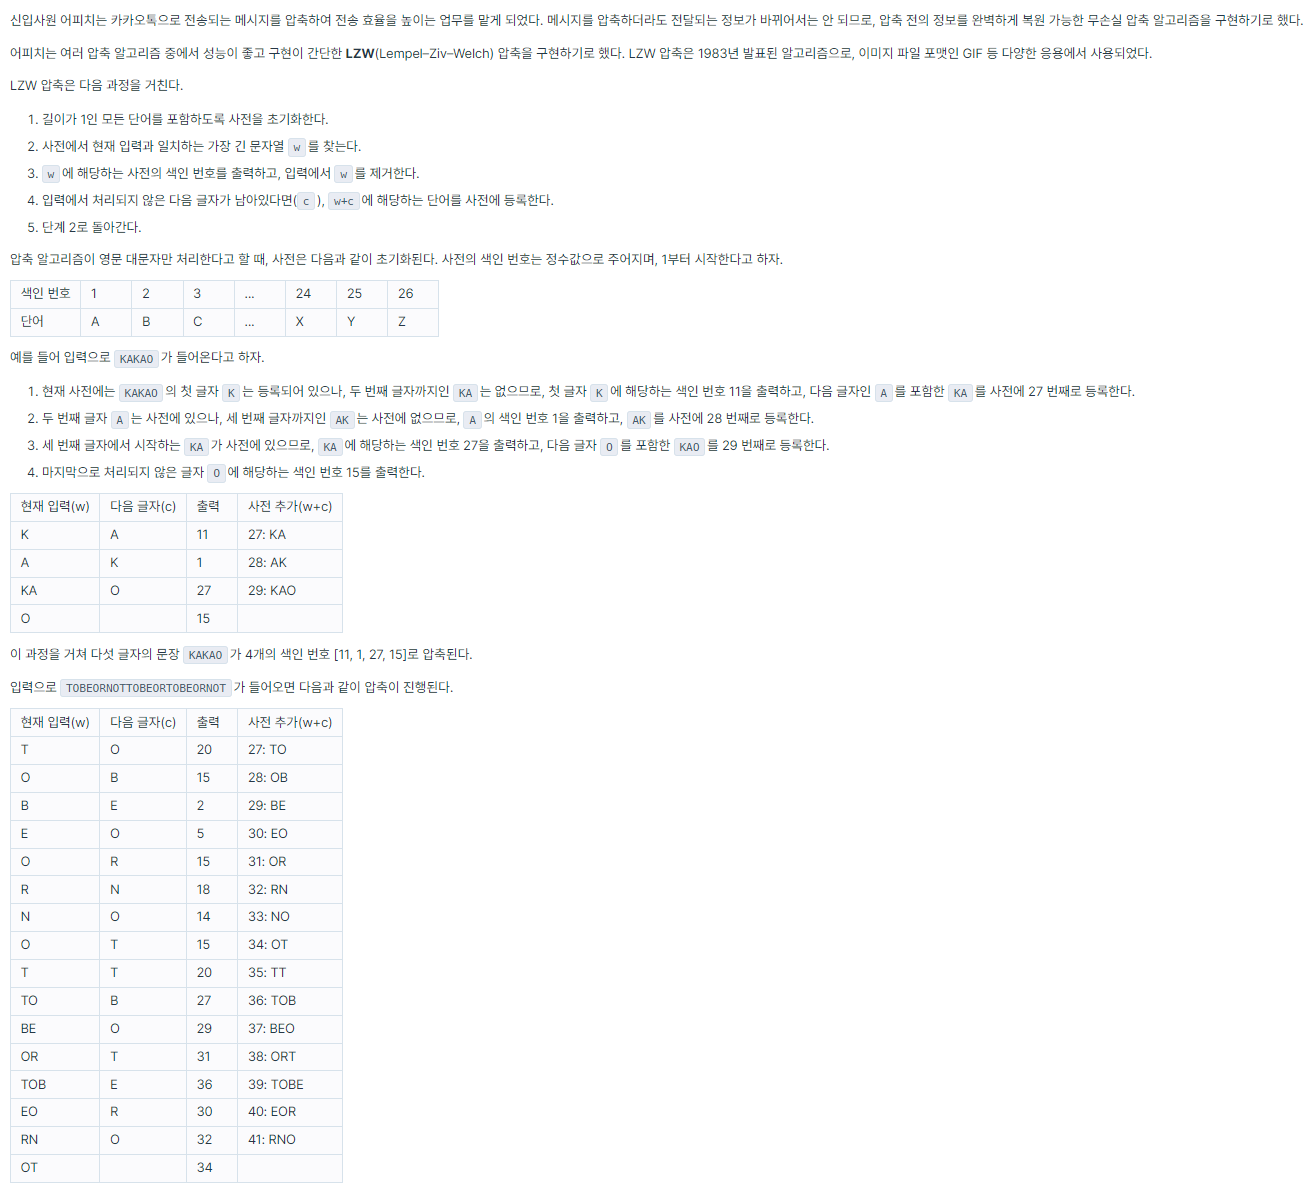 신입사원 어피치는 카카오톡으로 전송되는 메시지를 압축하여 전송 효율을 높이는 업무를 맡게 되었다. 메시지를 압축하더라도 전달되는 정보가 바뀌어서는 안 되므로, 압축 전의 정보를 완벽하게 복원 가능한 무손실 압축 알고리즘을 구현하기로 했다.
어피치는 여러 압축 알고리즘 중에서 성능이 좋고 구현이 간단한 LZW(Lempel–Ziv–Welch) 압축을 구현하기로 했다. LZW 압축은 1983년 발표된 알고리즘으로, 이미지 파일 포맷인 GIF 등 다양한 응용에서 사용되었다.
LZW 압축은 다음 과정을 거친다.
1. 길이가 1인 모든 단어를 포함하도록 사전을 초기화한다.
2. 사전에서 현재 입력과 일치하는 가장 긴 문자열 w 를 찾는다.
3. w 에 해당하는 사전의 색인 번호를 출력하고, 입력에서 w 를 제거한다.
4. 입력에서 처리되지 않은 다음 글자가 남아있다면( c ), w+c 에 해당하는 단어를 사전에 등록한다.
5. 단계 2로 돌아간다.
압축 알고리즘이 영문 대문자만 처리한다고 할 때, 사전은 다음과 같이 초기화된다. 사전의 색인 번호는 정수값으로 주어지며, 1부터 시작한다고 하자.
색인 번호 1 2 3 ... 24 25 26
단어 A B C ... X Y Z
예를 들어 입력으로 KAKAO 가 들어온다고 하자.
1. 현재 사전에는 KAKAO 의 첫 글자 K 는 등록되어 있으나, 두 번째 글자까지인 KA 는 없으므로, 첫 글자 K 에 해당하는 색인 번호 11을 출력하고, 다음 글자인 A 를 포함한 KA 를 사전에 27 번째로 등록한다.
2. 두 번째 글자 A 는 사전에 있으나, 세 번째 글자까지인 AK 는 사전에 없으므로, A 의 색인 번호 1을 출력하고, AK 를 사전에 28 번째로 등록한다.
3. 세 번째 글자에서 시작하는 KA 가 사전에 있으므로, KA 에 해당하는 색인 번호 27을 출력하고, 다음 글자 O 를 포함한 KAO 를 29 번째로 등록한다.
4. 마지막으로 처리되지 않은 글자 O 에 해당하는 색인 번호 15를 출력한다.
현재 입력(w) 다음 글자(c) 출력 사전 추가(w+c)
K A 11 27: KA
A K 1 28: AK
KA O 27 29: KAO
O 15
이 과정을 거쳐 다섯 글자의 문장 KAKAO 가 4개의 색인 번호 [11, 1, 27, 15]로 압축된다.
입력으로 TOBEORNOTTOBEORTOBEORNOT 가 들어오면 다음과 같이 압축이 진행된다.
현재 입력(w) 다음 글자(c) 출력 사전 추가(w+c)
T O 20 27: TO
O B 15 28: OB
B E 2 29: BE
E O 5 30: EO
O R 15 31: OR
R N 18 32: RN
N O 14 33: NO
O T 15 34: OT
T T 20 35: TT
TO B 27 36: TOB
BE O 29 37: BEO
OR T 31 38: ORT
TOB E 36 39: TOBE
EO R 30 40: EOR
RN O 32 41: RNO
OT 34